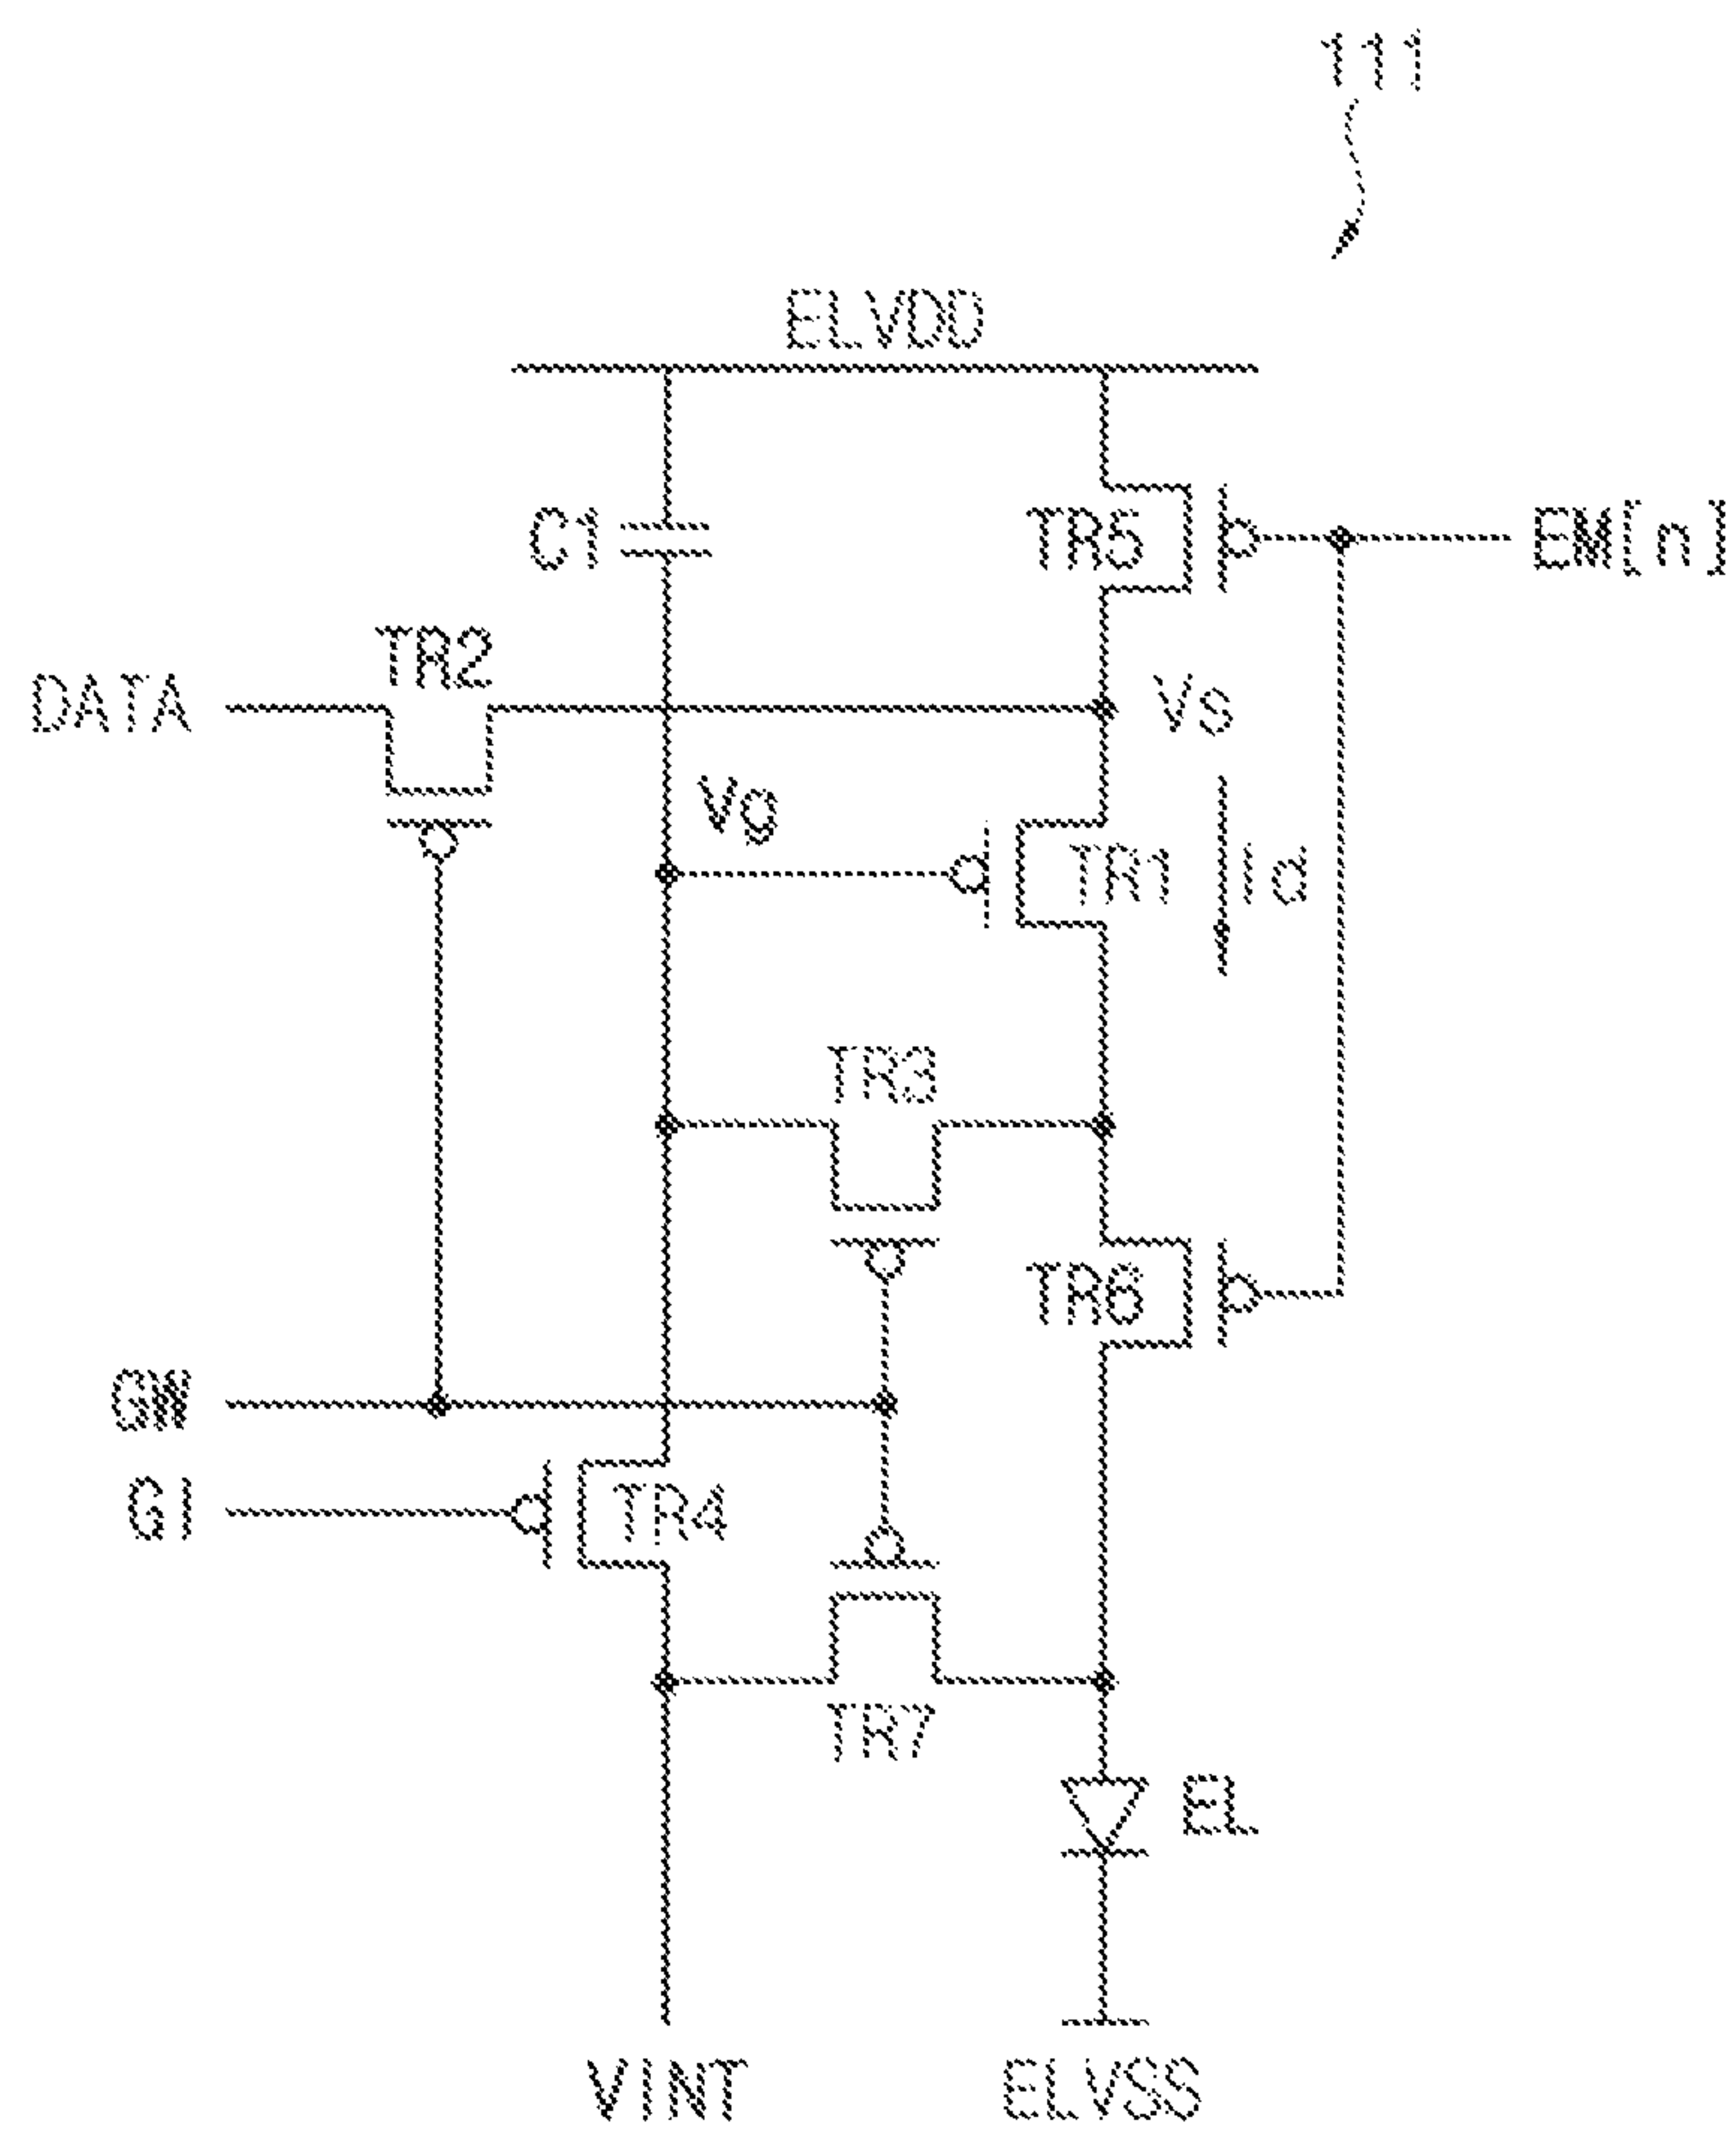 111
ELVDD
C1
TR5
EM[n]
TR2
DATA
Vs
Vg
TR1
Id
TR3
TR6
GW
GI
TR4
TR7
EL
VINT
ELVSS